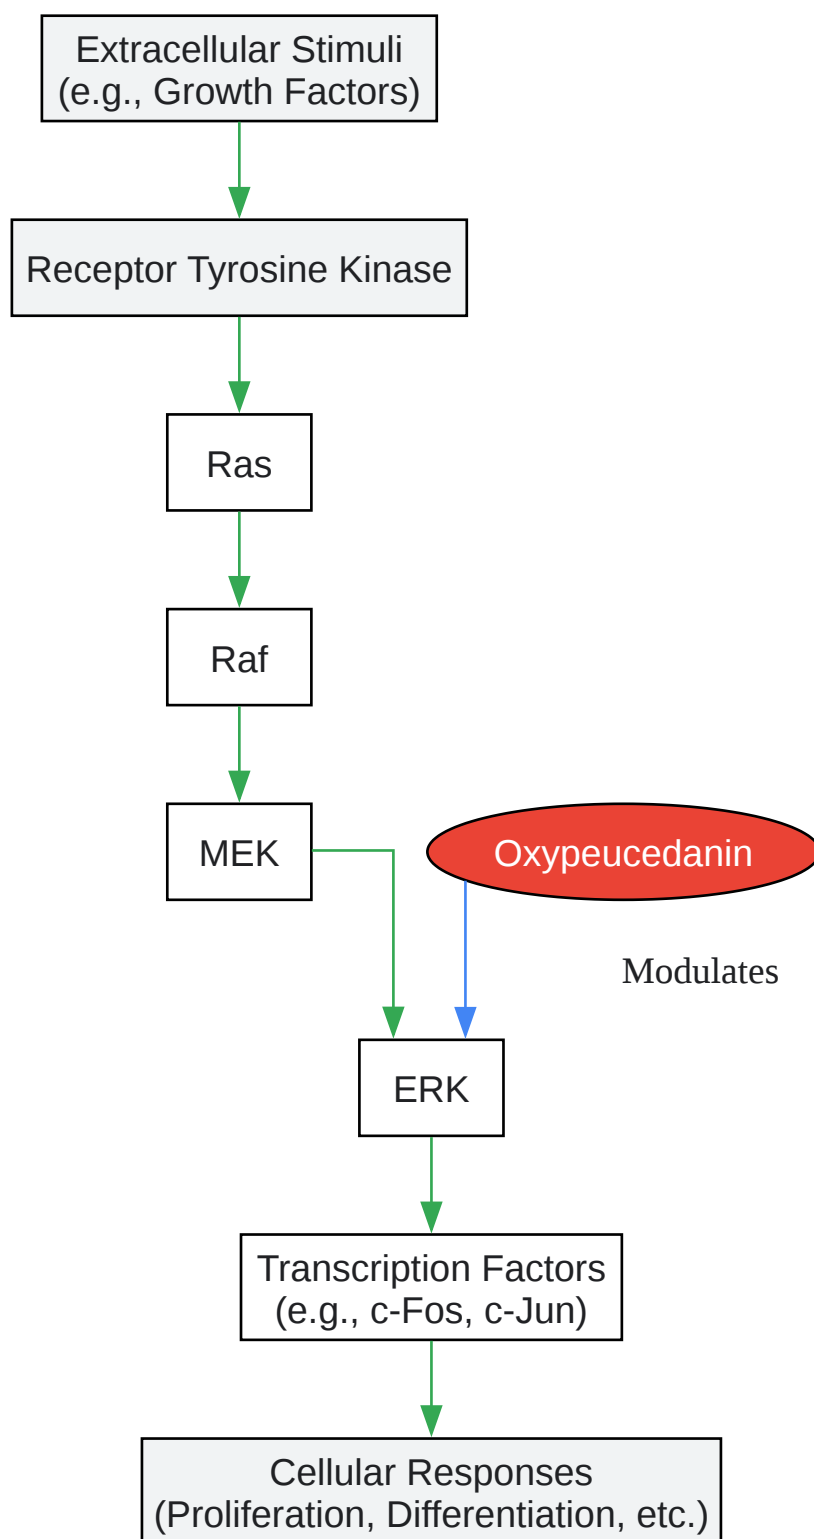 Extracellular Stimuli
(e.g., Growth Factors)
Receptor Tyrosine Kinase
Ras
Raf
MEK
Oxypeucedanin
Modulates
ERK
Transcription Factors
(e.g., c-Fos, c-Jun)
Cellular Responses
(Proliferation, Differentiation, etc.)